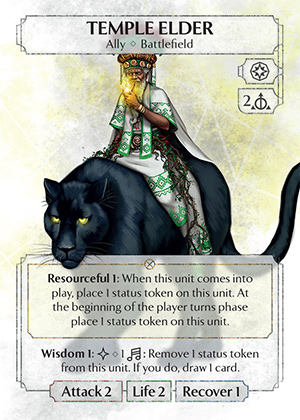 TEMPLE ELDER
Ally ◇ Battlefield
2
Resourceful 1: When this unit comes into
play, place 1 status token on this unit. At
the beginning of the player turns phase
place 1 status token on this unit.
Wisdom 1: ✧ ◇ 1 🎵: Remove 1 status token
from this unit. If you do, draw 1 card.
Attack 2 Life 2 Recover 1